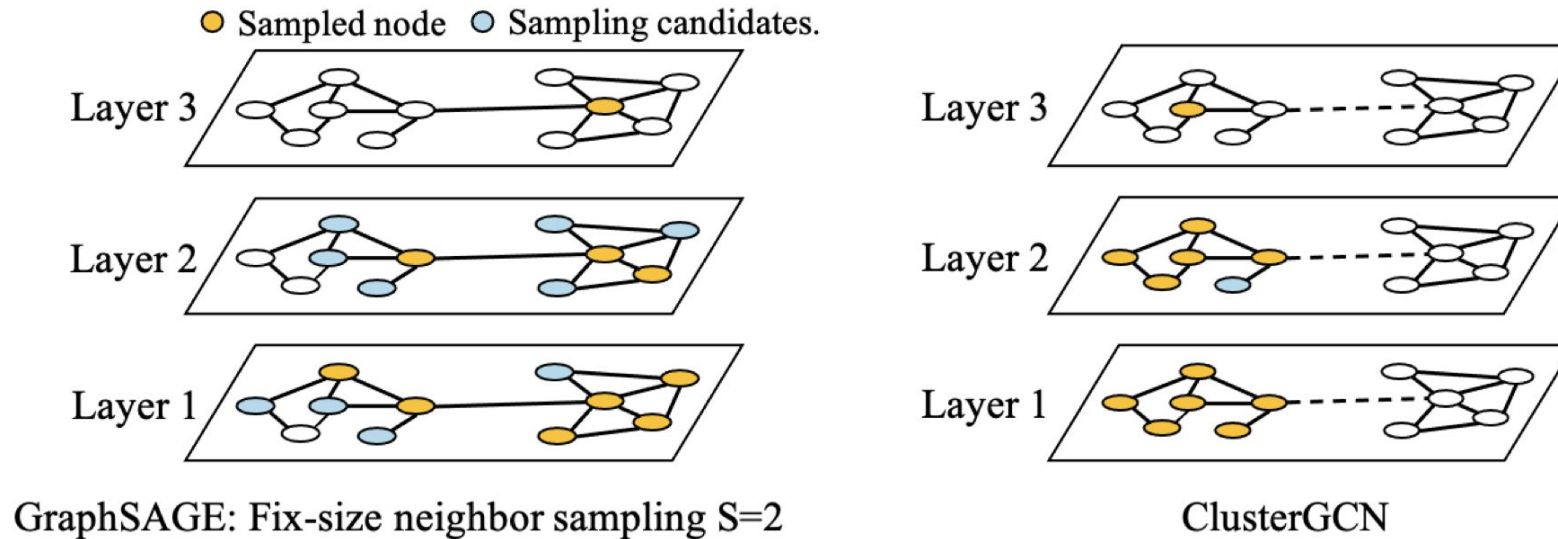 Sampled node Sampling candidates.
Layer 3
Layer 3
Layer 2
Layer 2
Layer 1
Layer 1
GraphSAGE: Fix-size neighbor sampling S=2
ClusterGCN